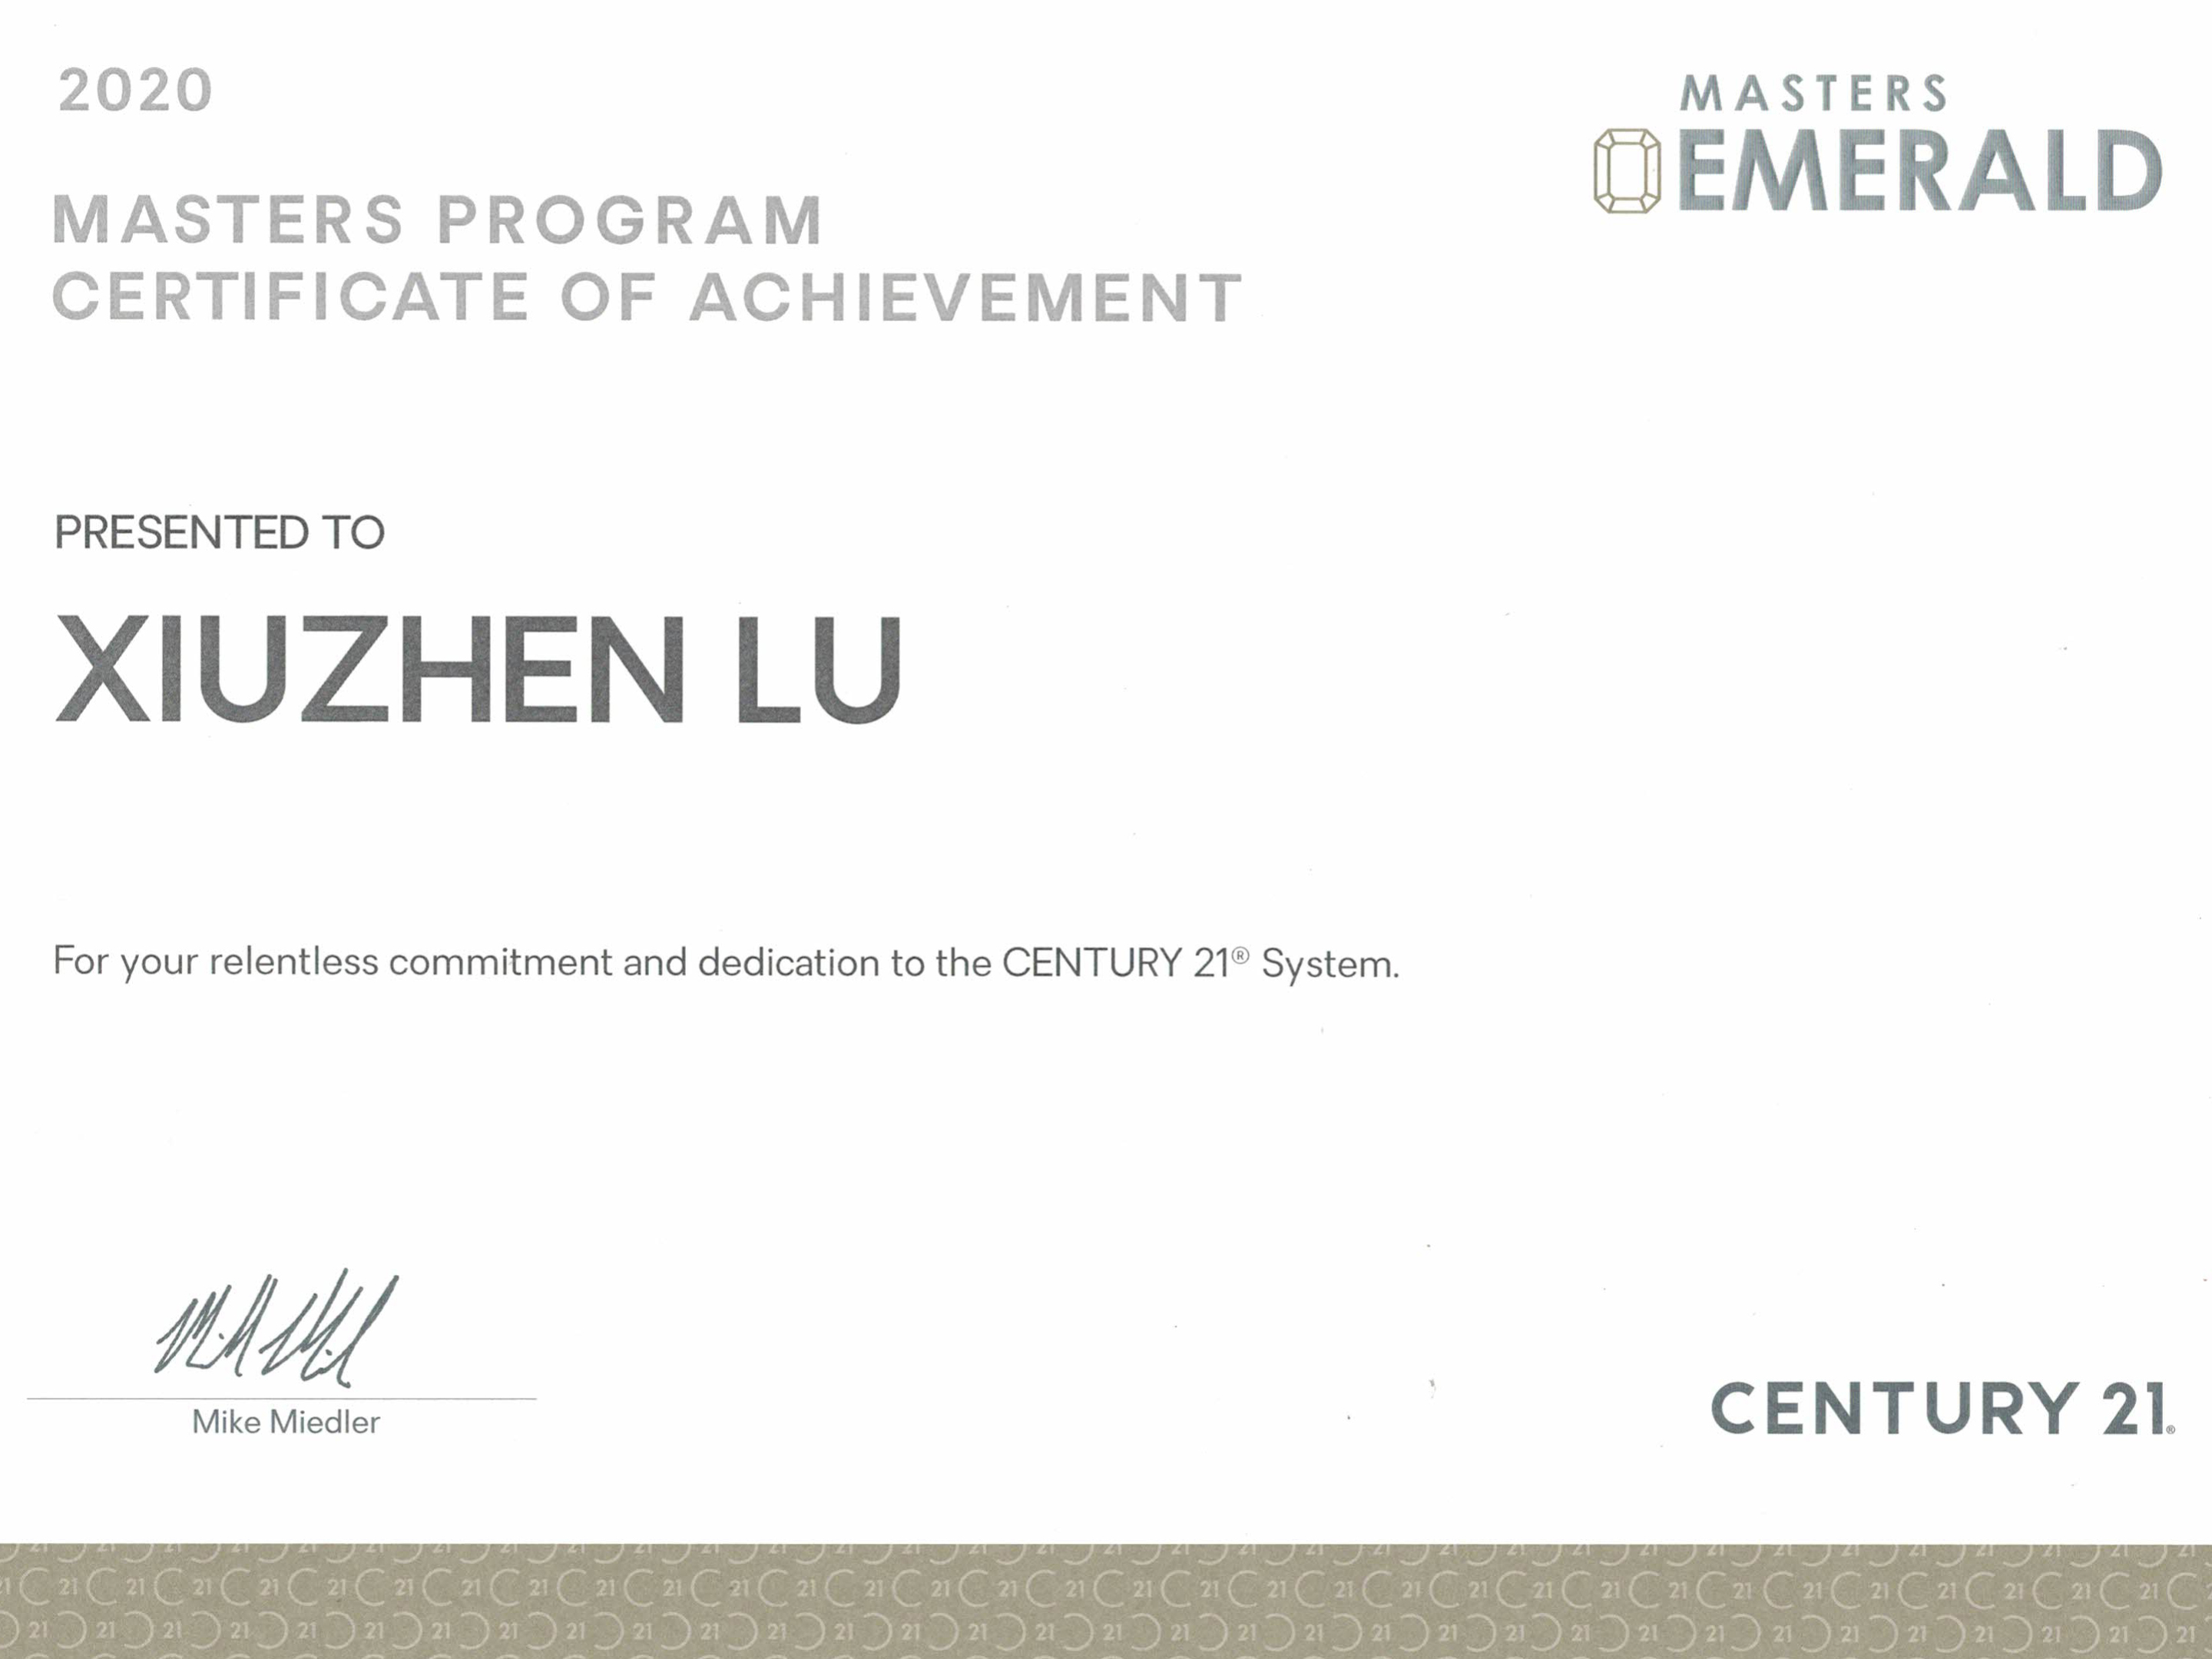 2020
MASTERS
EMERALD
MASTERS PROGRAM
CERTIFICATE OF ACHIEVEMENT
PRESENTED TO
XIUZHEN LU
For your relentless commitment and dedication to the CENTURY 21® System.
Mike Miedler
CENTURY 21®